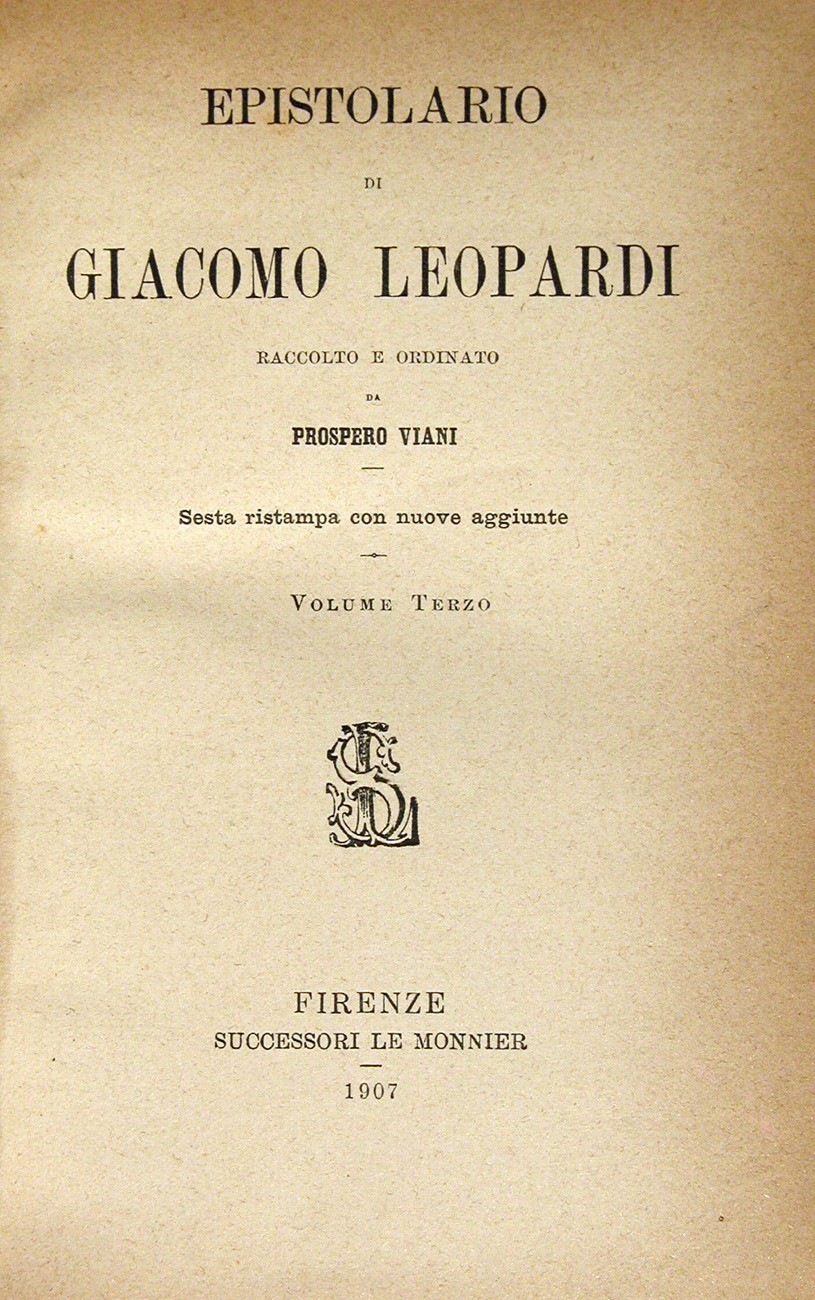 EPISTOLARIO
DI
GIACOMO LEOPARDI
RACCOLTO E ORDINATO
DA
PROSPERO VIANI
Sesta ristampa con nuove aggiunte
VOLUME TERZO
FIRENZE
SUCCESSORI LE MONNIER
1907